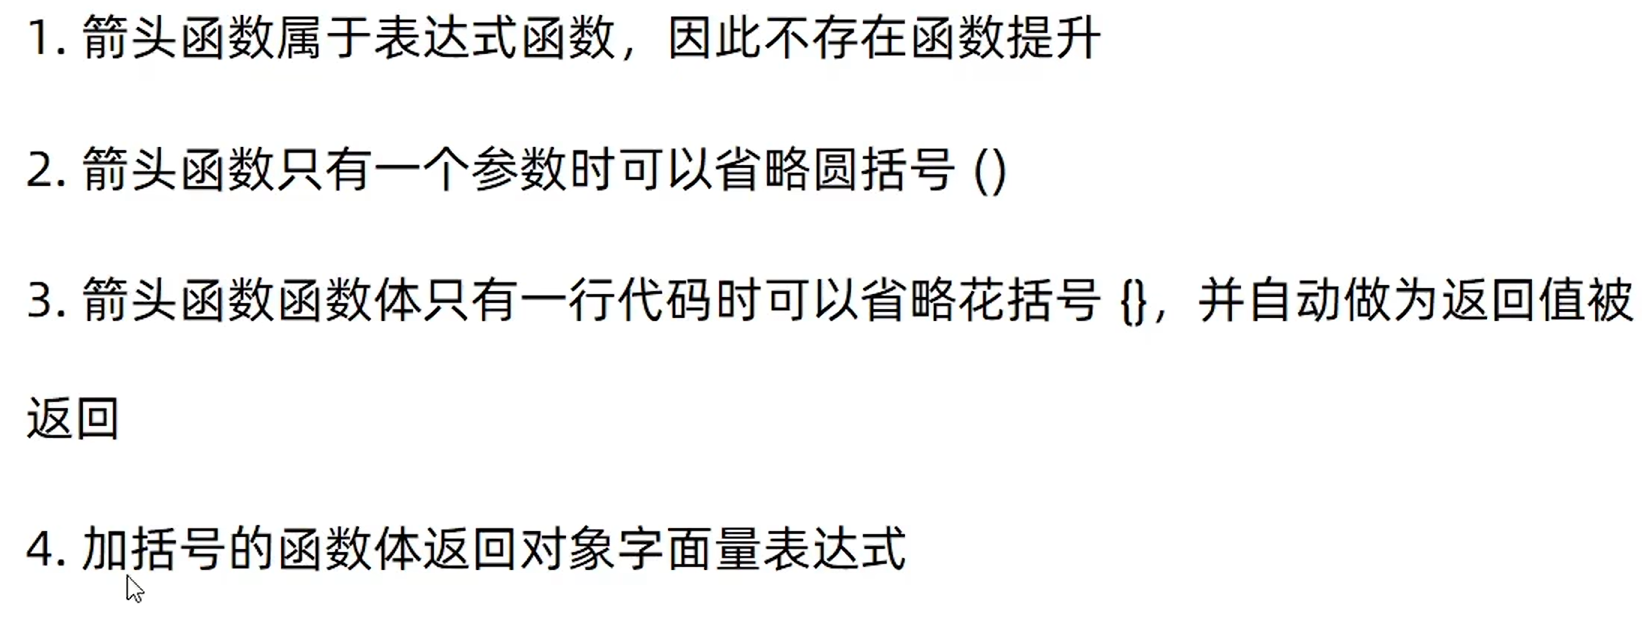 1. 箭头函数属于表达式函数，因此不存在函数提升
2. 箭头函数只有一个参数时可以省略圆括号 ()
3. 箭头函数函数体只有一行代码时可以省略花括号 {}，并自动做为返回值被
返回
4. 加括号的函数体返回对象字面量表达式